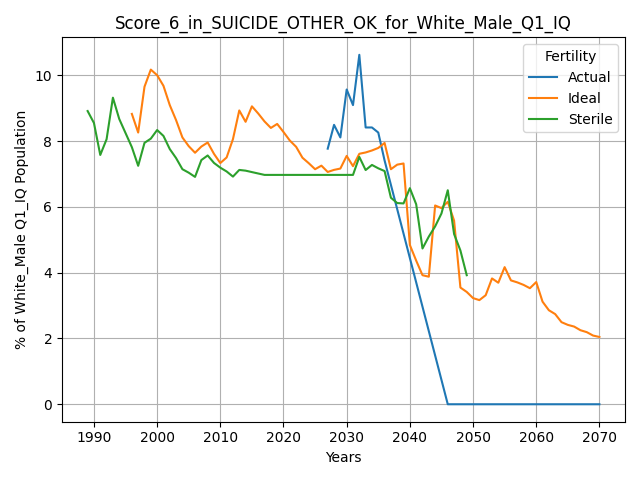 Score_6_in_SUICIDE_OTHER_OK_for_White_Male_Q1_IQ
Fertility
Actual
Ideal
Sterile
% of White_Male Q1_IQ Population
10
8
6
4
2
0
1990 2000 2010 2020 2030 2040 2050 2060 2070
Years